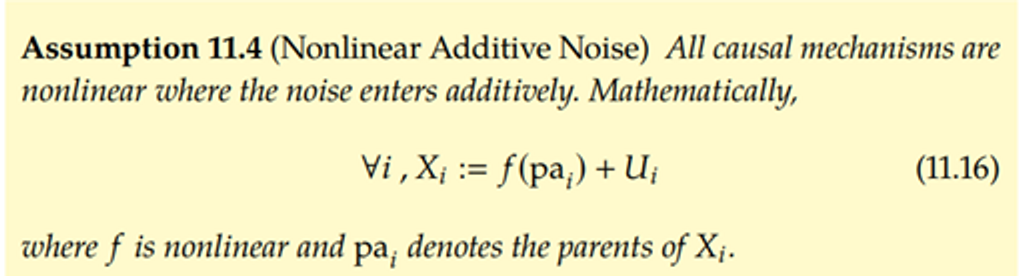 Assumption 11.4 (Nonlinear Additive Noise) All causal mechanisms are
nonlinear where the noise enters additively. Mathematically,
∀i , Xᵢ := f(paᵢ) + Uᵢ (11.16)
where f is nonlinear and paᵢ denotes the parents of Xᵢ.